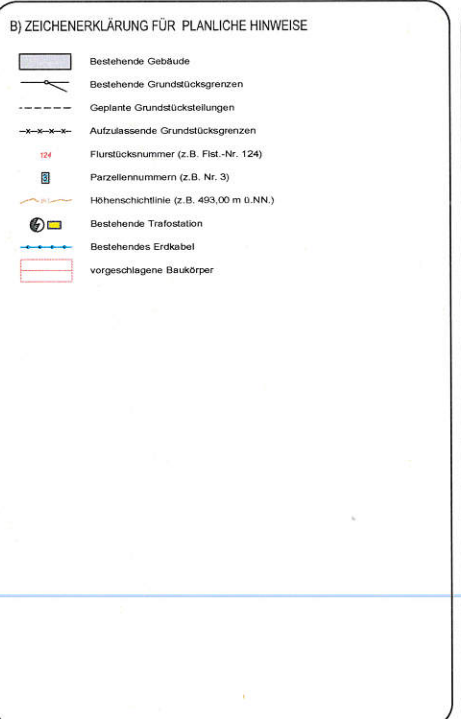 B) ZEICHENERKLÄRUNG FÜR PLANLICHE HINWEISE
Bestehende Gebäude
Bestehende Grundstücksgrenzen
Geplante Grundstücksteilungen
Aufzulassende Grundstücksgrenzen
124 Flurstücksnummer (z.B. Flst.-Nr. 124)
3 Parzellennummern (z.B. Nr. 3)
Höhenschichtlinie (z.B. 493,00 m ü.NN.)
Bestehende Trafostation
Bestehendes Erdkabel
vorgeschlagene Baukörper